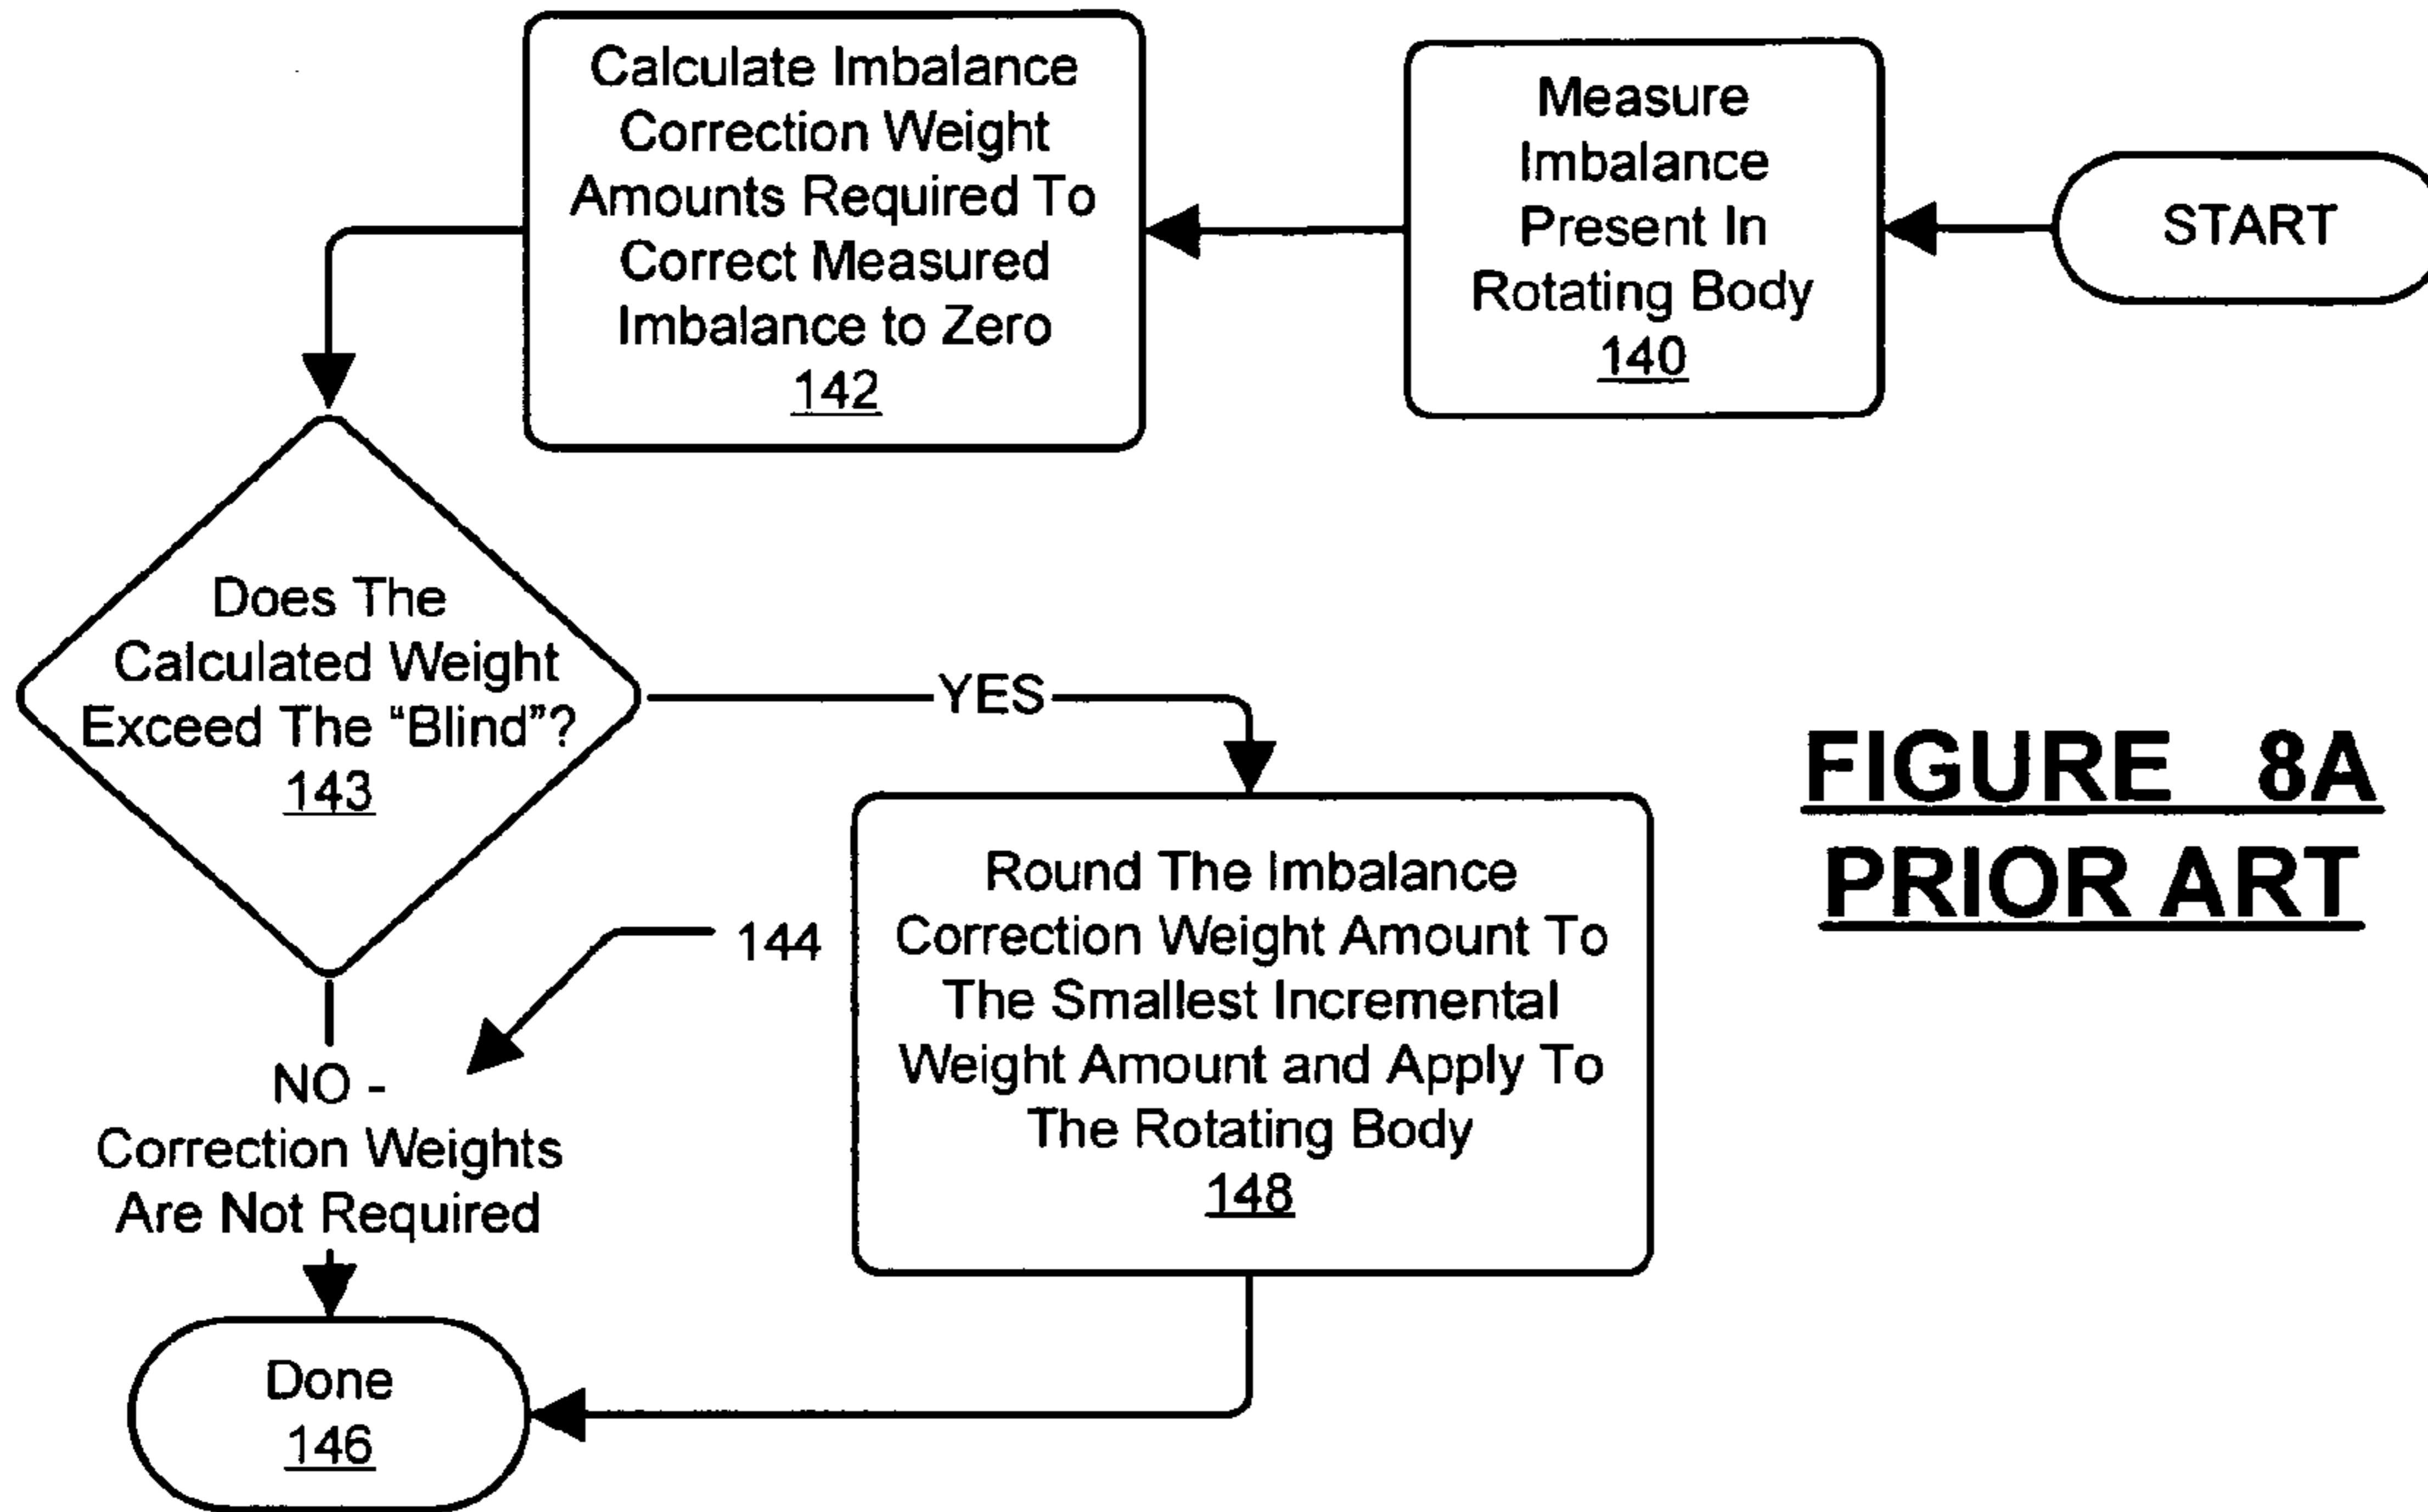 START
Measure
Imbalance
Present In
Rotating Body
140
Calculate Imbalance
Correction Weight
Amounts Required To
Correct Measured
Imbalance to Zero
142
Does The
Calculated Weight
Exceed The “Blind”?
143
YES
NO -
Correction Weights
Are Not Required
144
Round The Imbalance
Correction Weight Amount To
The Smallest Incremental
Weight Amount and Apply To
The Rotating Body
148
Done
146
FIGURE 8A
PRIOR ART